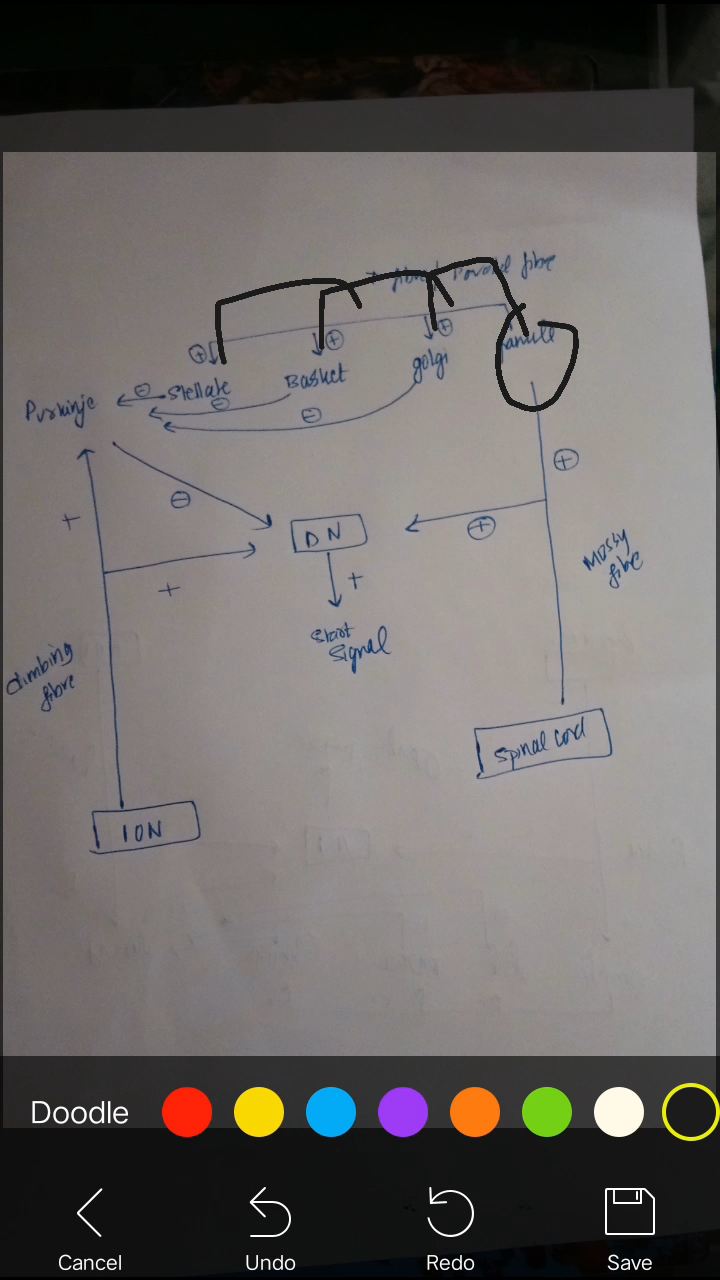 Parallel fibre
+
+
+
Granule
Stellate
Basket
golgi
Purkinje
-
-
-
+
+
-
DN
+
+
+
Mossy
fibre
Start
Signal
Climbing
fibre
Spinal cord
ION
Doodle
Cancel
Undo
Redo
Save